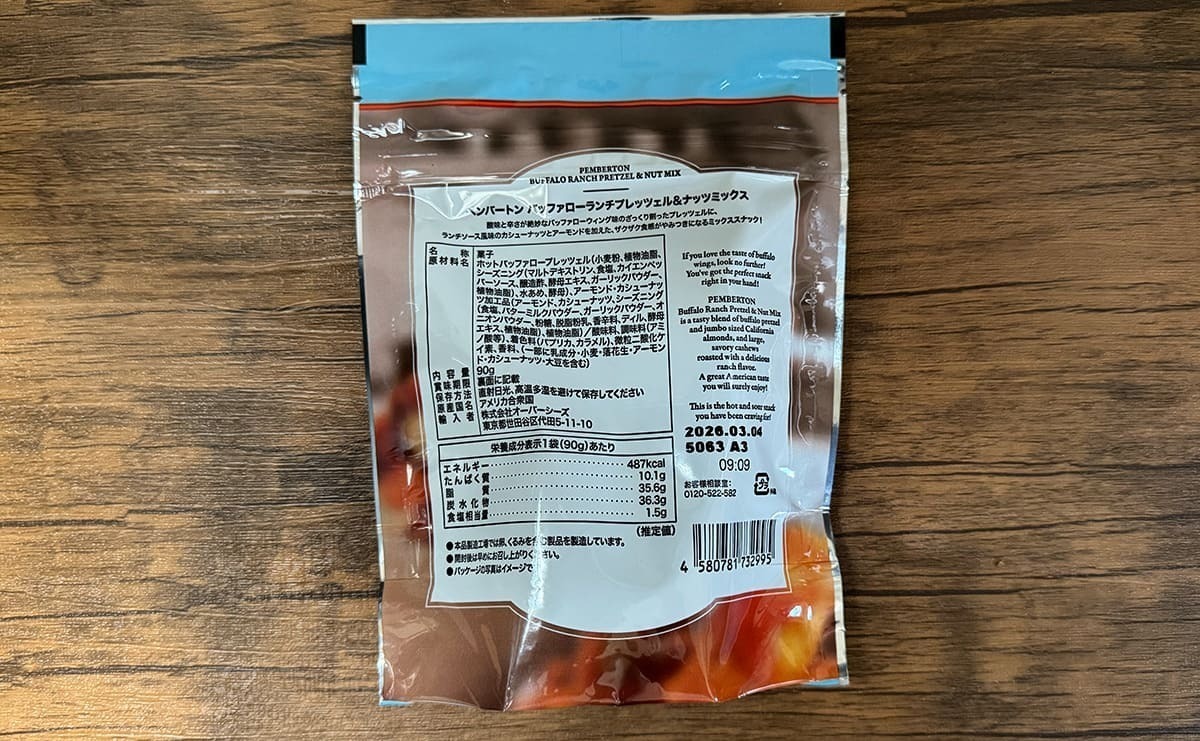 PEMBERTON
BUFFALO RANCH PRETZEL & NUT MIX
ペンバートン バッファローランチプレッツェル&ナッツミックス
酸味と辛さが絶妙なバッファローウィング味のざっくり割ったプレッツェルに、
ランチソース風味のカシューナッツとアーモンドを加えた、ザクザク食感がやみつきになるミックススナック!
名称 菓子
原材料名 ホットバッファロープレッツェル(小麦粉、植物油脂、
シーズニング(マルトデキストリン、食塩、カイエンペッ
パーソース、醸造酢、酵母エキス、ガーリックパウダー、
植物油脂)、水あめ、酵母)、アーモンド・カシューナッ
ツ加工品(アーモンド、カシューナッツ、シーズニング
(食塩、バターミルクパウダー、ガーリックパウダー、オ
ニオンパウダー、粉糖、脱脂粉乳、香辛料、ディル、酵母
エキス、植物油脂)、植物油脂)/酸味料、調味料(アミ
ノ酸等)、着色料(パプリカ、カラメル)、微粒二酸化ケ
イ素、香料、(一部に乳成分・小麦・落花生・アーモン
ド・カシューナッツ・大豆を含む)
内容量 90g
賞味期限 裏面に記載
保存方法 直射日光、高温多湿を避けて保存してください
原産国名 アメリカ合衆国
輸入者 株式会社オーバーシーズ
東京都世田谷区代田5-11-10
栄養成分表示1袋(90g)あたり
エネルギー 487kcal
たんぱく質 10.1g
脂質 35.6g
炭水化物 36.3g
食塩相当量 1.5g
(推定値)
●本品製造工場では卵、くるみを含む製品を製造しています。
●開封後は早めにお召し上がりください。
●パッケージの写真はイメージで
If you love the taste of buffalo
wings, look no further!
You've got the perfect snack
right in your hand!
PEMBERTON
Buffalo Ranch Pretzel & Nut Mix
is a tasty blend of buffalo pretzel
and jumbo sized California
almonds, and large,
savory cashews
roasted with a delicious
ranch flavor.
A great American taste
you will surely enjoy!
This is the hot and sour snack
you have been craving for!
2026.03.04
5063 A3
09:09
お客様相談室:
0120-522-582
プラ
4 580781 732995